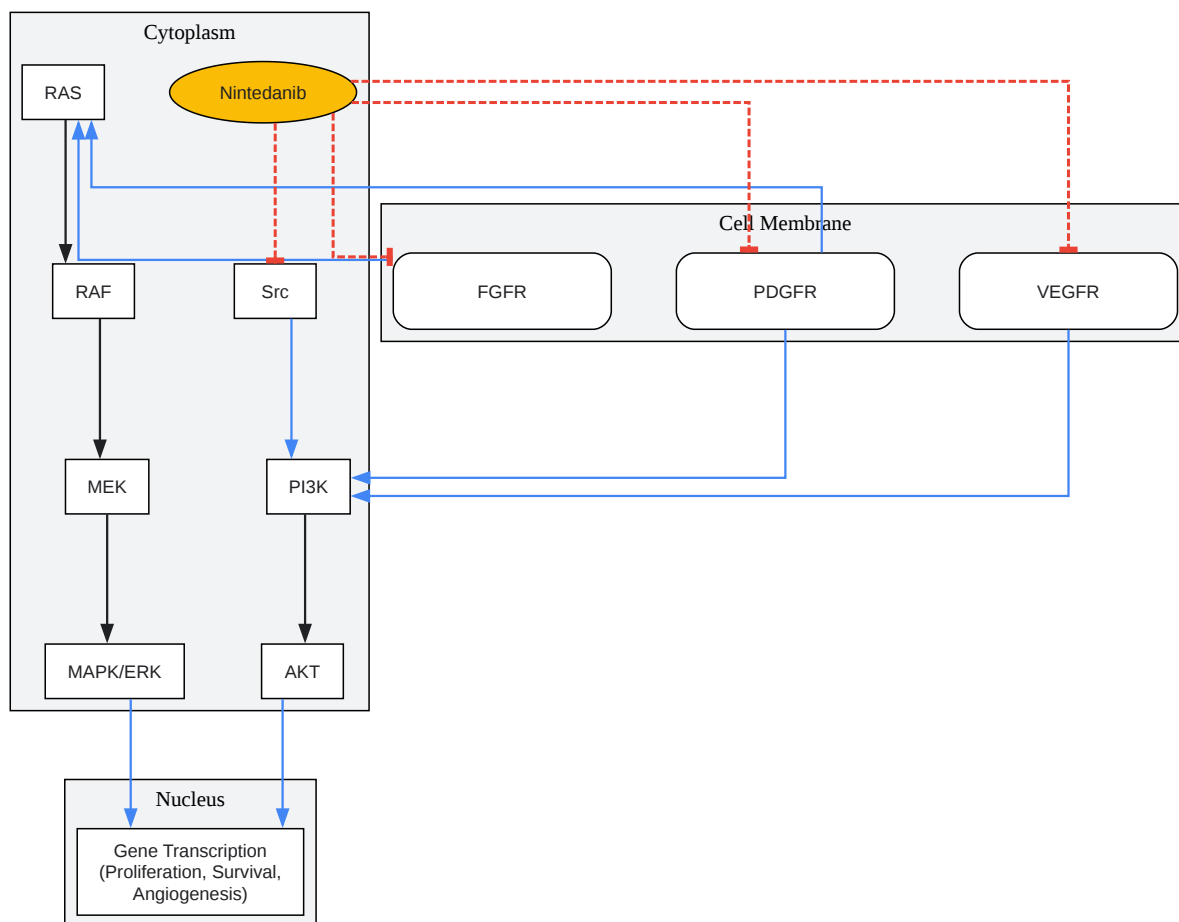 Cytoplasm
RAS
Nintedanib
Cell Membrane
RAF
Src
FGFR
PDGFR
VEGFR
MEK
PI3K
MAPK/ERK
AKT
Nucleus
Gene Transcription
(Proliferation, Survival,
Angiogenesis)